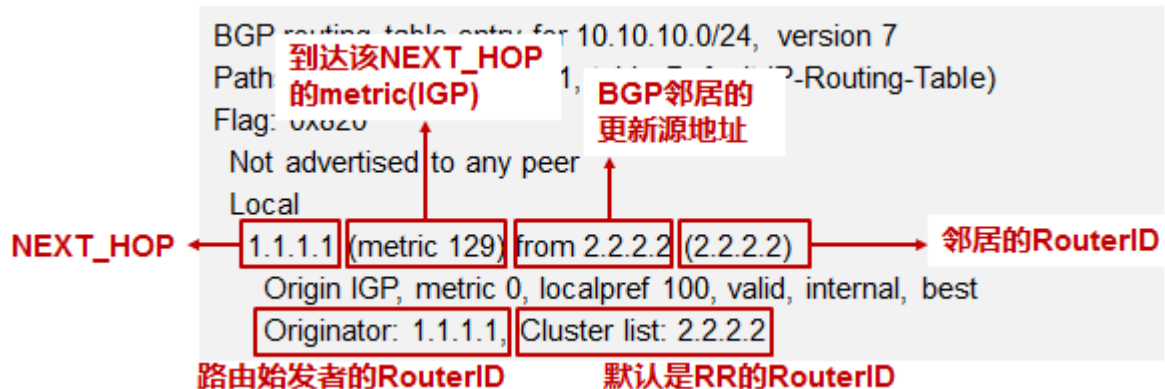 BGP routing table entry for 10.10.10.0/24, version 7
到达该NEXT_HOP
的metric(IGP)
Path
1,
P-Routing-Table)
BGP邻居的
更新源地址
Flag: 0x820
Not advertised to any peer
Local
NEXT_HOP
1.1.1.1 (metric 129) from 2.2.2.2 (2.2.2.2)
邻居的RouterID
Origin IGP, metric 0, localpref 100, valid, internal, best
Originator: 1.1.1.1, Cluster list: 2.2.2.2
路由始发者的RouterID
默认是RR的RouterID